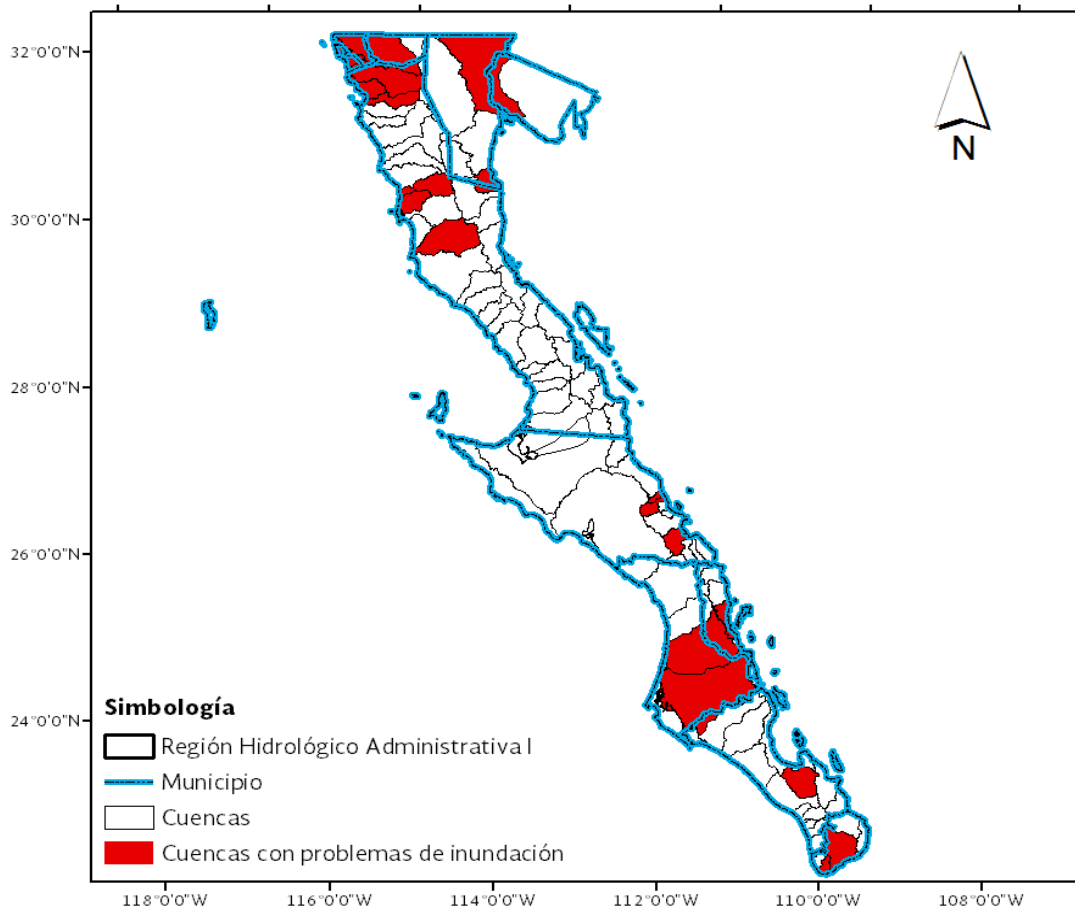 32°0'0"N
30°0'0"N
28°0'0"N
26°0'0"N
24°0'0"N
N
Simbología
Región Hidrológico Administrativa I
Municipio
Cuencas
Cuencas con problemas de inundación
118°0'0"W
116°0'0"W
114°0'0"W
112°0'0"W
110°0'0"W
108°0'0"W